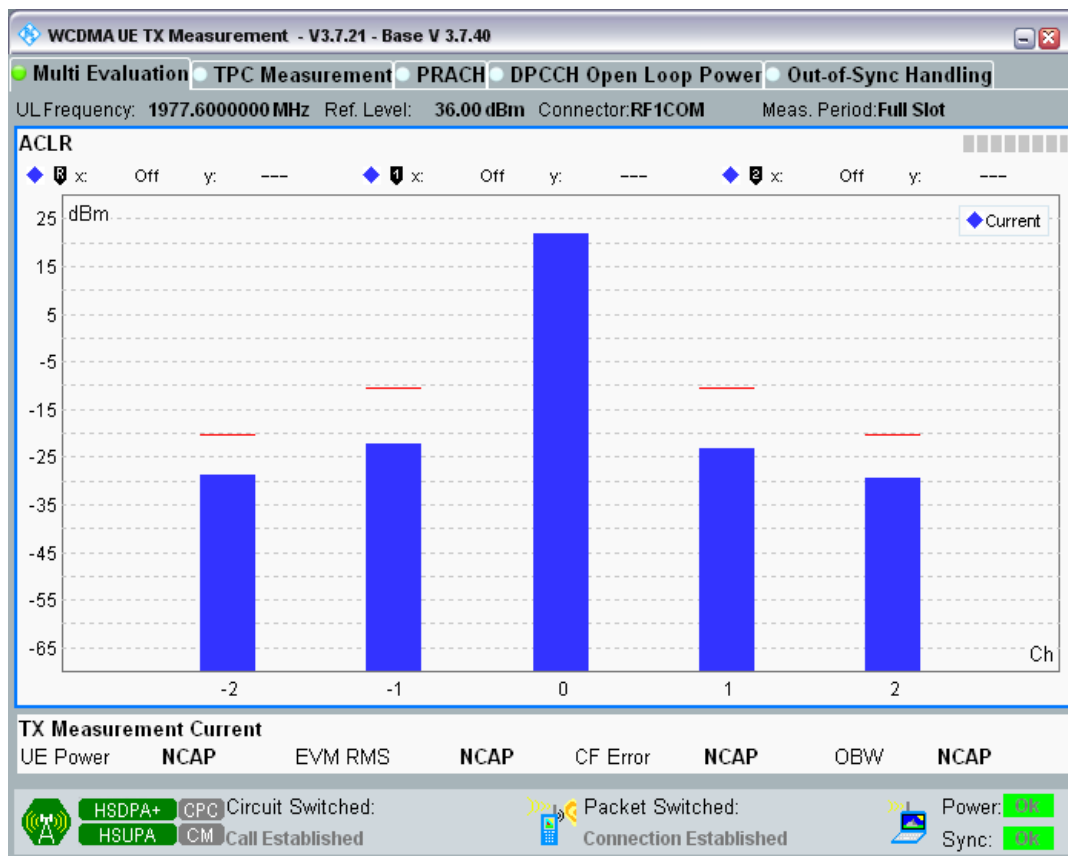 WCDMA UE TX Measurement - V3.7.21 - Base V 3.7.40
Multi Evaluation TPC Measurement PRACH DPCCH Open Loop Power Out-of-Sync Handling
UL Frequency: 1977.6000000 MHz Ref. Level: 36.00 dBm Connector:RF1COM Meas. Period:Full Slot
ACLR
R x: Off y: --- 1 x: Off y: --- 2 x: Off y: ---
dBm
Current
25
15
5
-5
-15
-25
-35
-45
-55
-65
Ch
-2 -1 0 1 2
TX Measurement Current
UE Power NCAP EVM RMS NCAP CF Error NCAP OBW NCAP
HSDPA+ CPC Circuit Switched: Packet Switched: Power: OK
HSUPA CM Call Established Connection Established Sync: OK